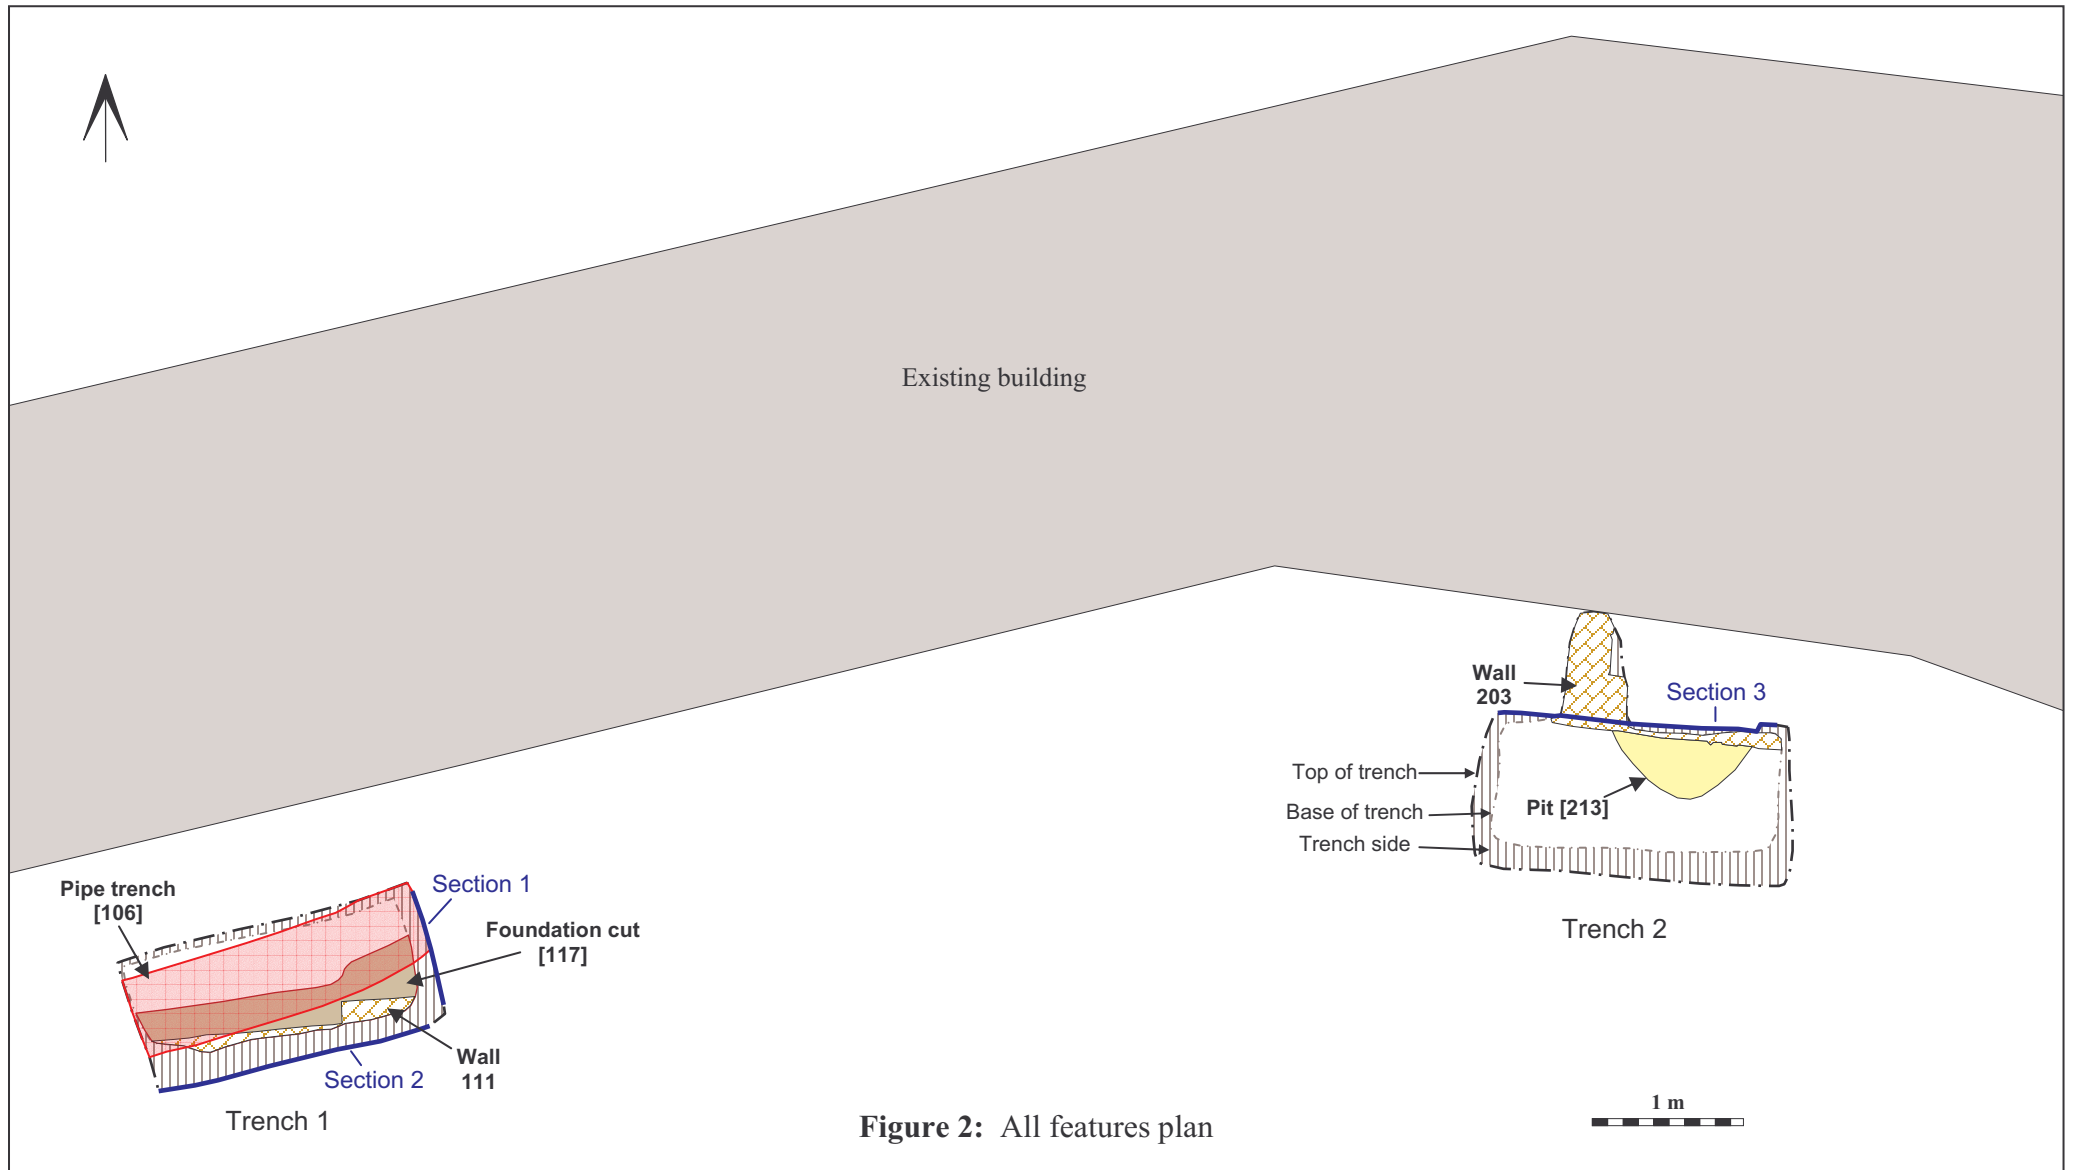 Existing building
Wall
203
Section 3
Top of trench
Base of trench
Trench side
Pit [213]
Trench 2
Pipe trench
[106]
Section 1
Foundation cut
[117]
Wall
111
Section 2
Trench 1
Figure 2: All features plan
1 m